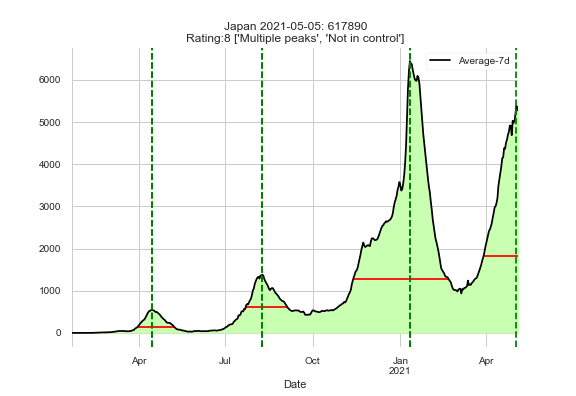 Japan 2021-05-05: 617890
Rating:8 ['Multiple peaks', 'Not in control']
Average-7d
6000
5000
4000
3000
2000
1000
0
Apr
Jul
Oct
Jan
2021
Apr
Date